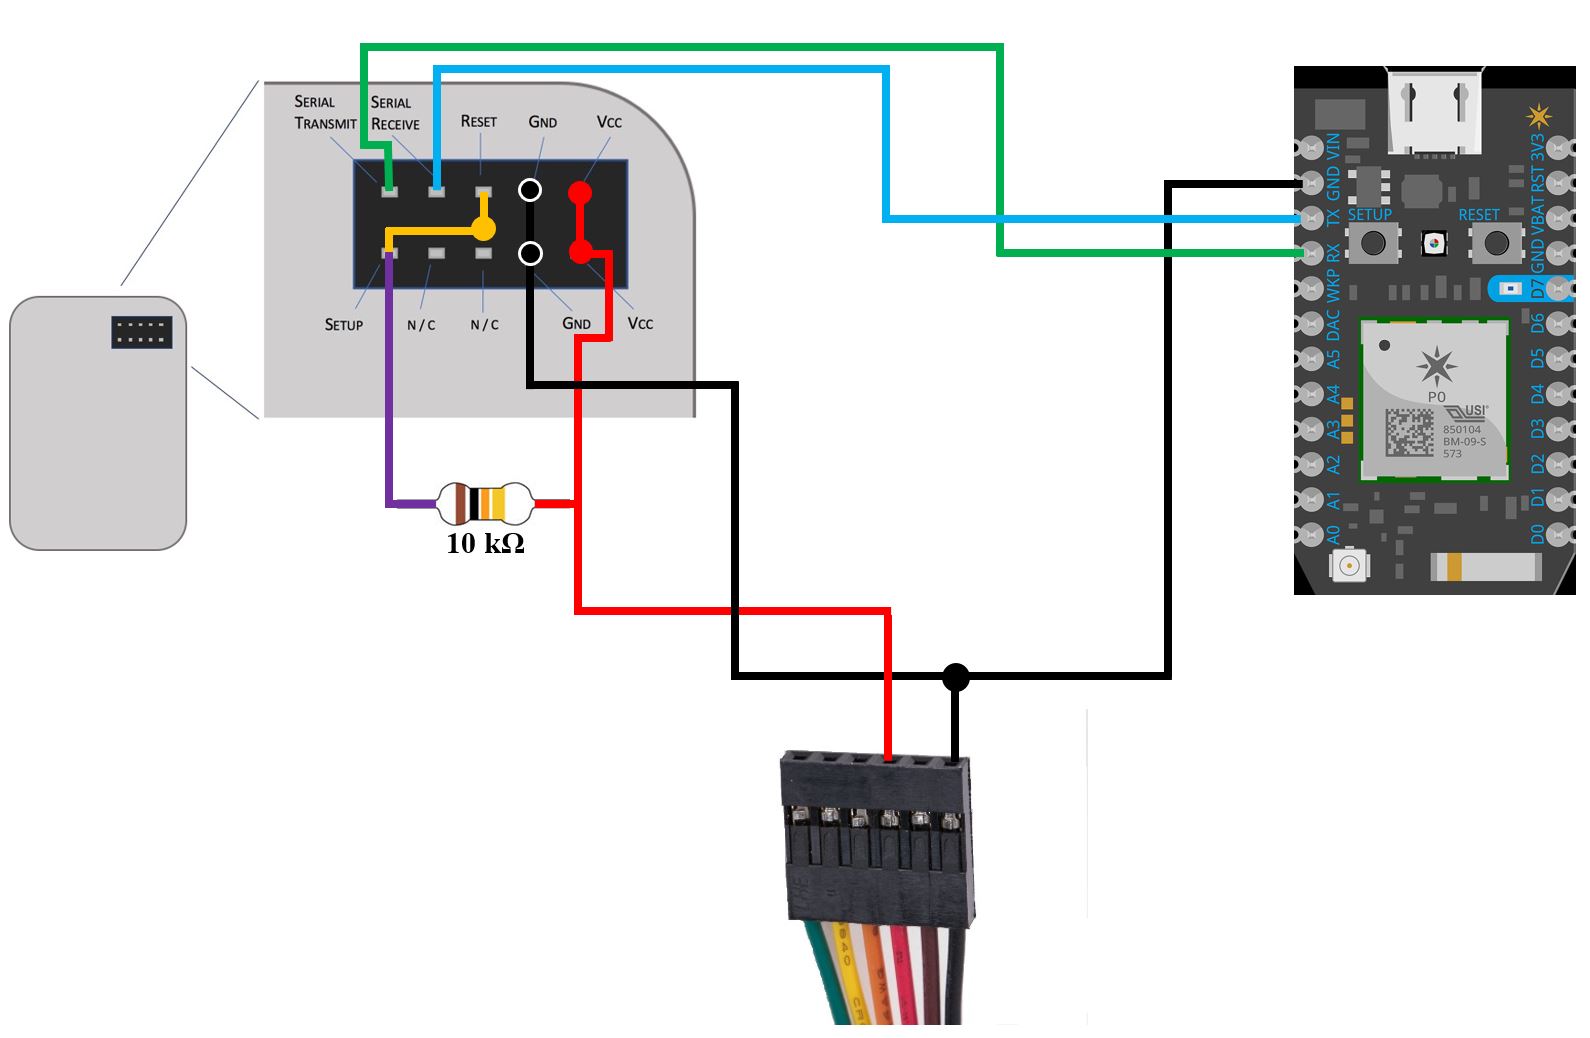 SERIAL
TRANSMIT
SERIAL
RECEIVE
RESET
GND
VCC
SETUP
N / C
N / C
GND
VCC
10 kΩ
VIN
GND
TX
RX
WKP
DAC
A5
A4
A3
A2
A1
A0
SETUP
RESET
3V3
RST
VBAT
GND
D7
D6
D5
D4
D3
D2
D1
D0
P0
USI
850104
BM-09-S
573